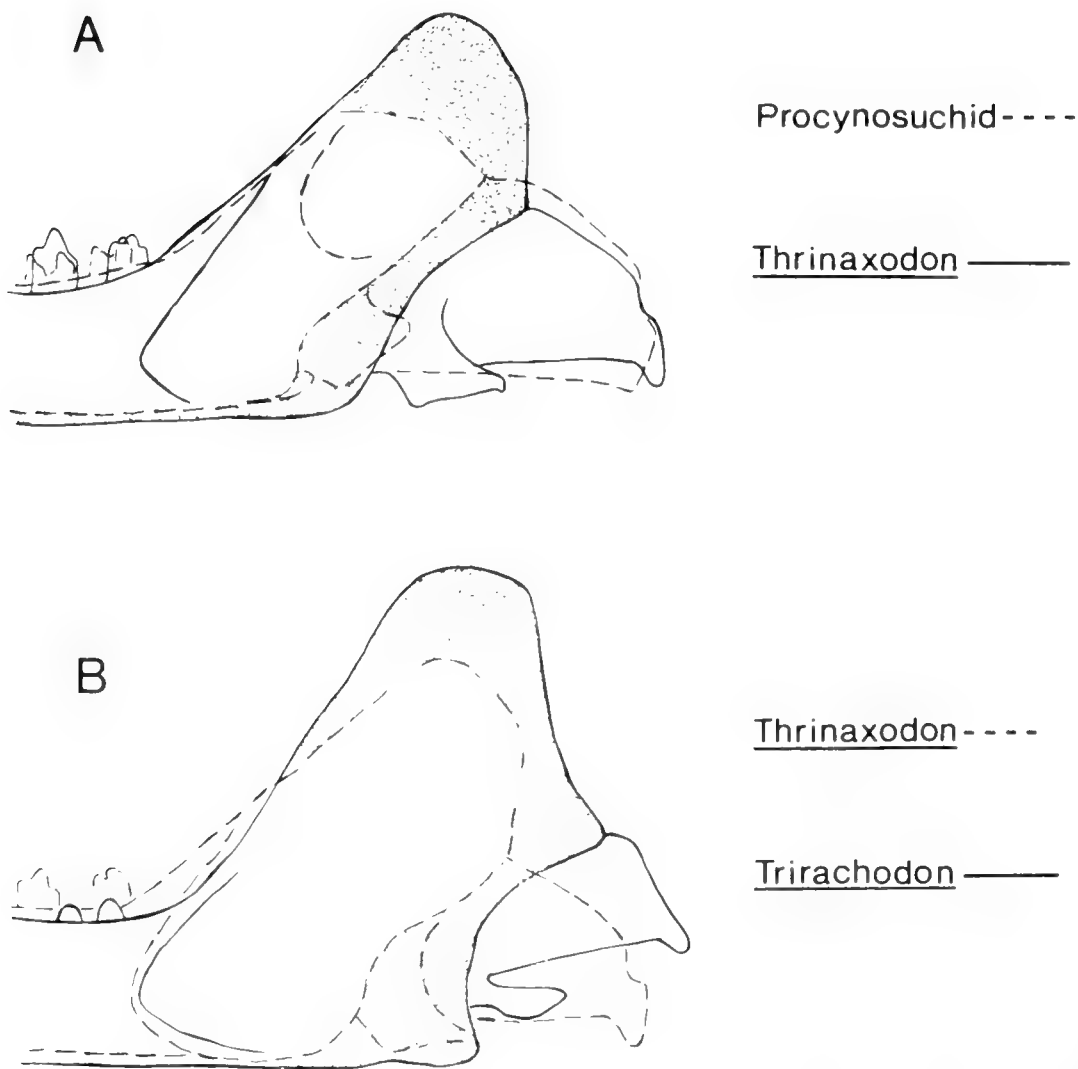 A
Procynosuchid ----
Thrinaxodon ——
B
Thrinaxodon ----
Trirachodon ——